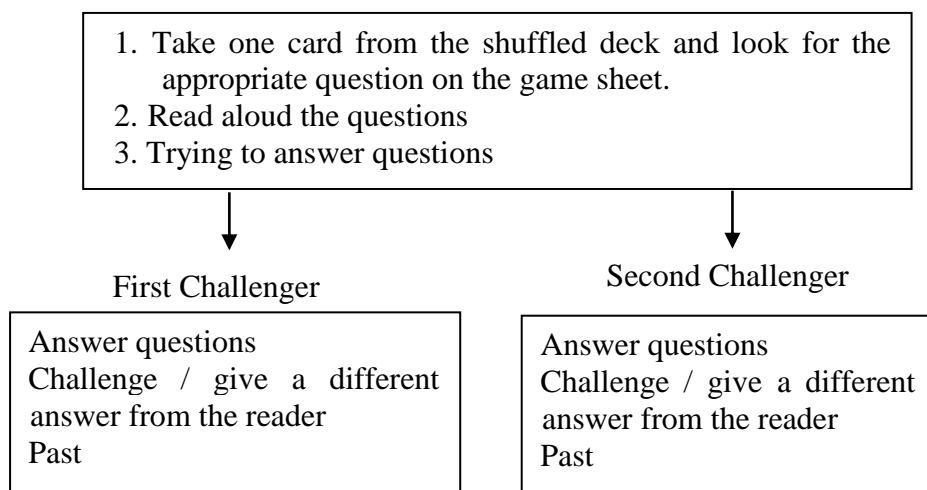 1. Take one card from the shuffled deck and look for the
appropriate question on the game sheet.
2. Read aloud the questions
3. Trying to answer questions
First Challenger
Second Challenger
Answer questions
Challenge / give a different
answer from the reader
Past
Answer questions
Challenge / give a different
answer from the reader
Past